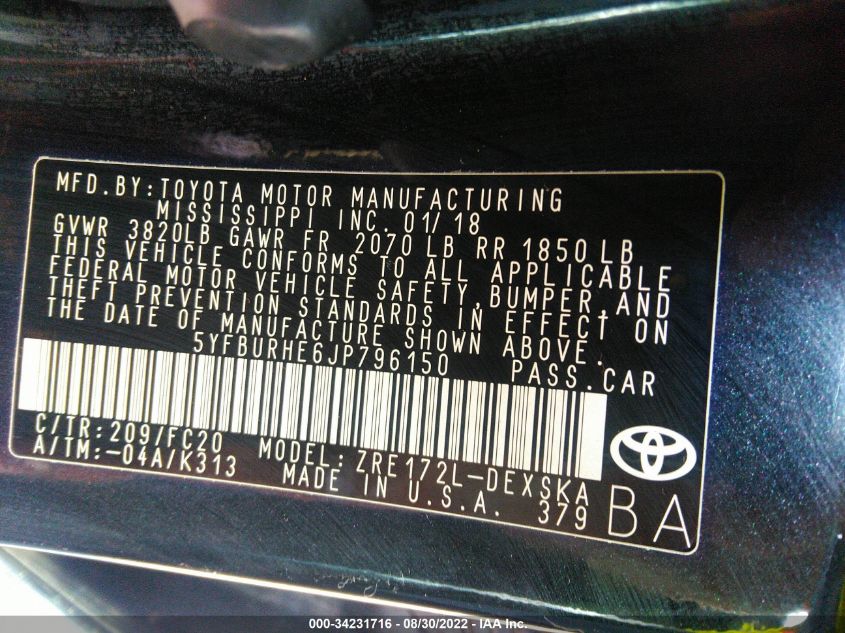 MFD.BY:TOYOTA MOTOR MANUFACTURING
MISSISSIPPI INC. 01/18
GVWR 3820LB GAWR FR 2070 LB RR 1850 LB
THIS VEHICLE CONFORMS TO ALL APPLICABLE
FEDERAL MOTOR VEHICLE SAFETY,BUMPER,AND
THEFT PREVENTION STANDARDS IN EFFECT ON
THE DATE OF MANUFACTURE SHOWN ABOVE.
5YFBURHE6JP796150 PASS.CAR
C/TR:209/FC20 MODEL:ZRE172L-DEXSKA
A/TM:-04A/K313 MADE IN U.S.A. 379
BA
000-34231716 - 08/30/2022 - IAA Inc.